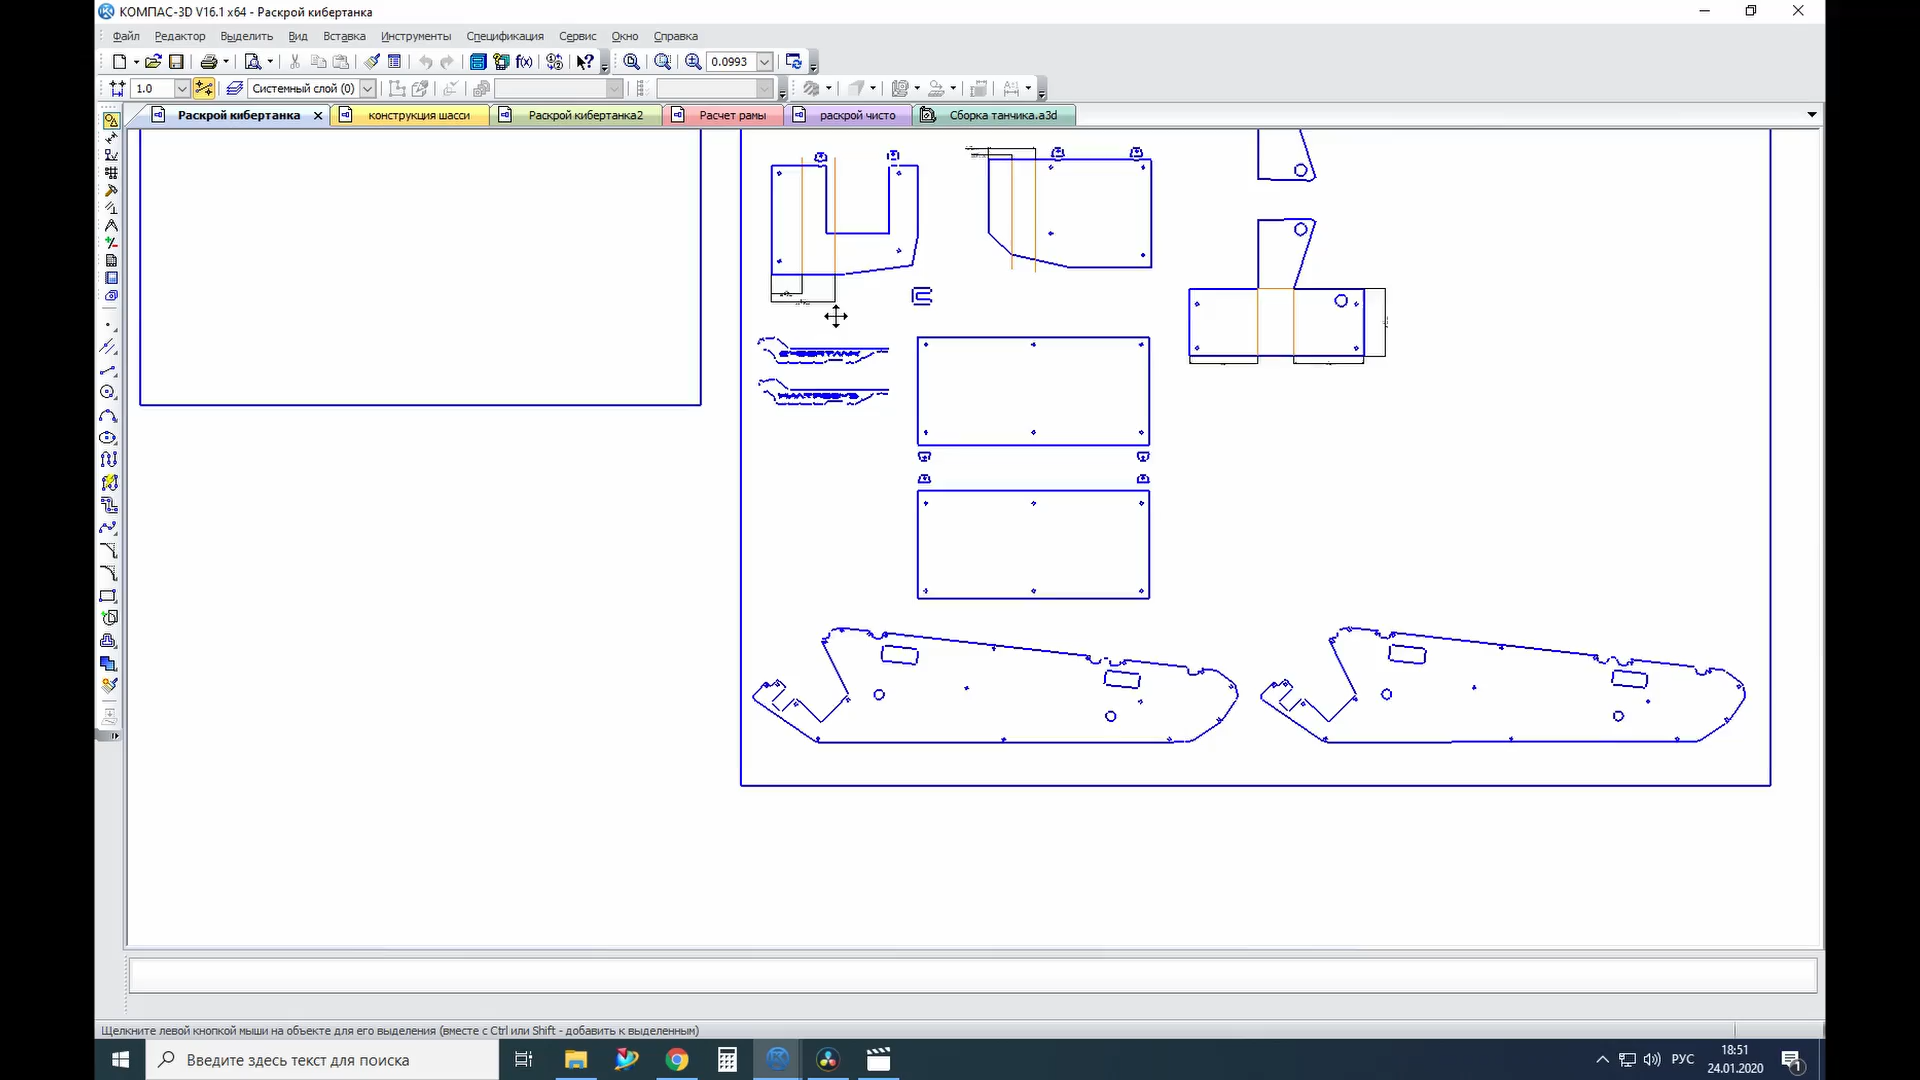 КОМПАС-3D V16.1 x64 - Раскрой кибертанка
Файл Редактор Выделить Вид Вставка Инструменты Спецификация Сервис Окно Справка
f(x) 0.0993
1.0 Системный слой (0)
Раскрой кибертанка конструкция шасси Раскрой кибертанка2 Расчет рамы раскрой чисто Сборка танчика.a3d
Щелкните левой кнопкой мыши на объекте для его выделения (вместе с Ctrl или Shift - добавить к выделенным)
Введите здесь текст для поиска
РУС
18:51
24.01.2020
1